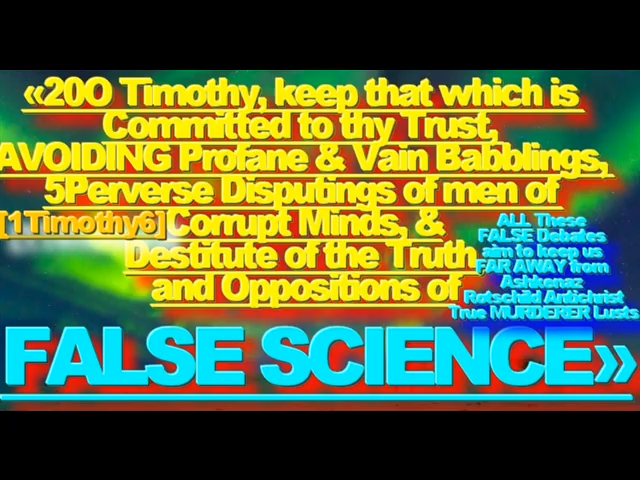 «20O Timothy, keep that which is
Committed to thy Trust,
AVOIDING Profane & Vain Babblings,
5Perverse Disputings of men of
[1Timothy6] Corrupt Minds, &
Destitute of the Truth
and Oppositions of
FALSE SCIENCE»
ALL These
FALSE Debates
aim to keep us
FAR AWAY from
Ashkenaz
Rotschild Antichrist
True MURDERER Lusts